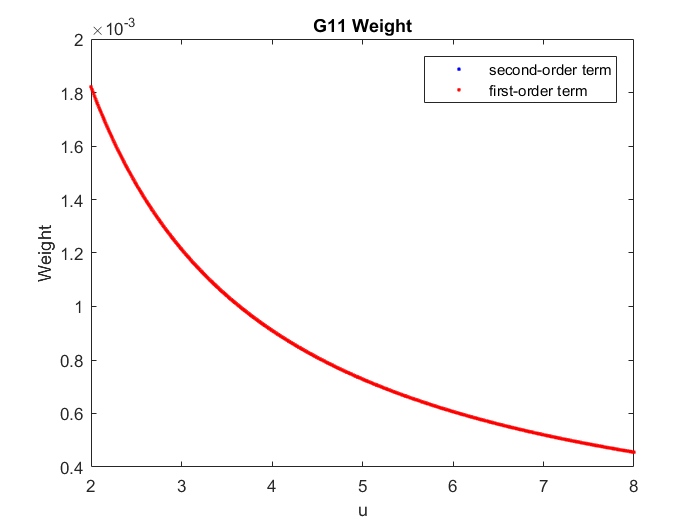 G11 Weight
×10^-3
second-order term
first-order term
2
1.8
1.6
1.4
1.2
1
0.8
0.6
0.4
Weight
2 3 4 5 6 7 8
u